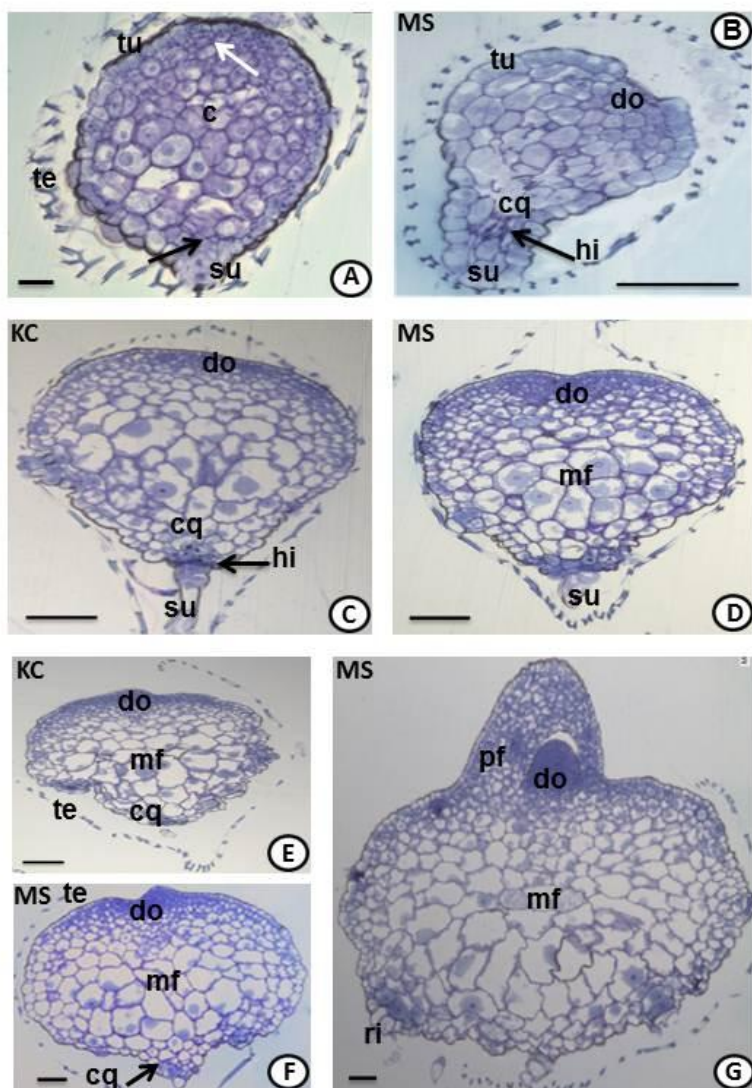 tu
c
te
su
A
MS
B
tu
do
cq
hi
su
KC
do
cq
hi
su
C
MS
do
mf
su
D
KC
do
mf
te
cq
E
MS
te
do
mf
cq
F
MS
pf
do
mf
ri
G